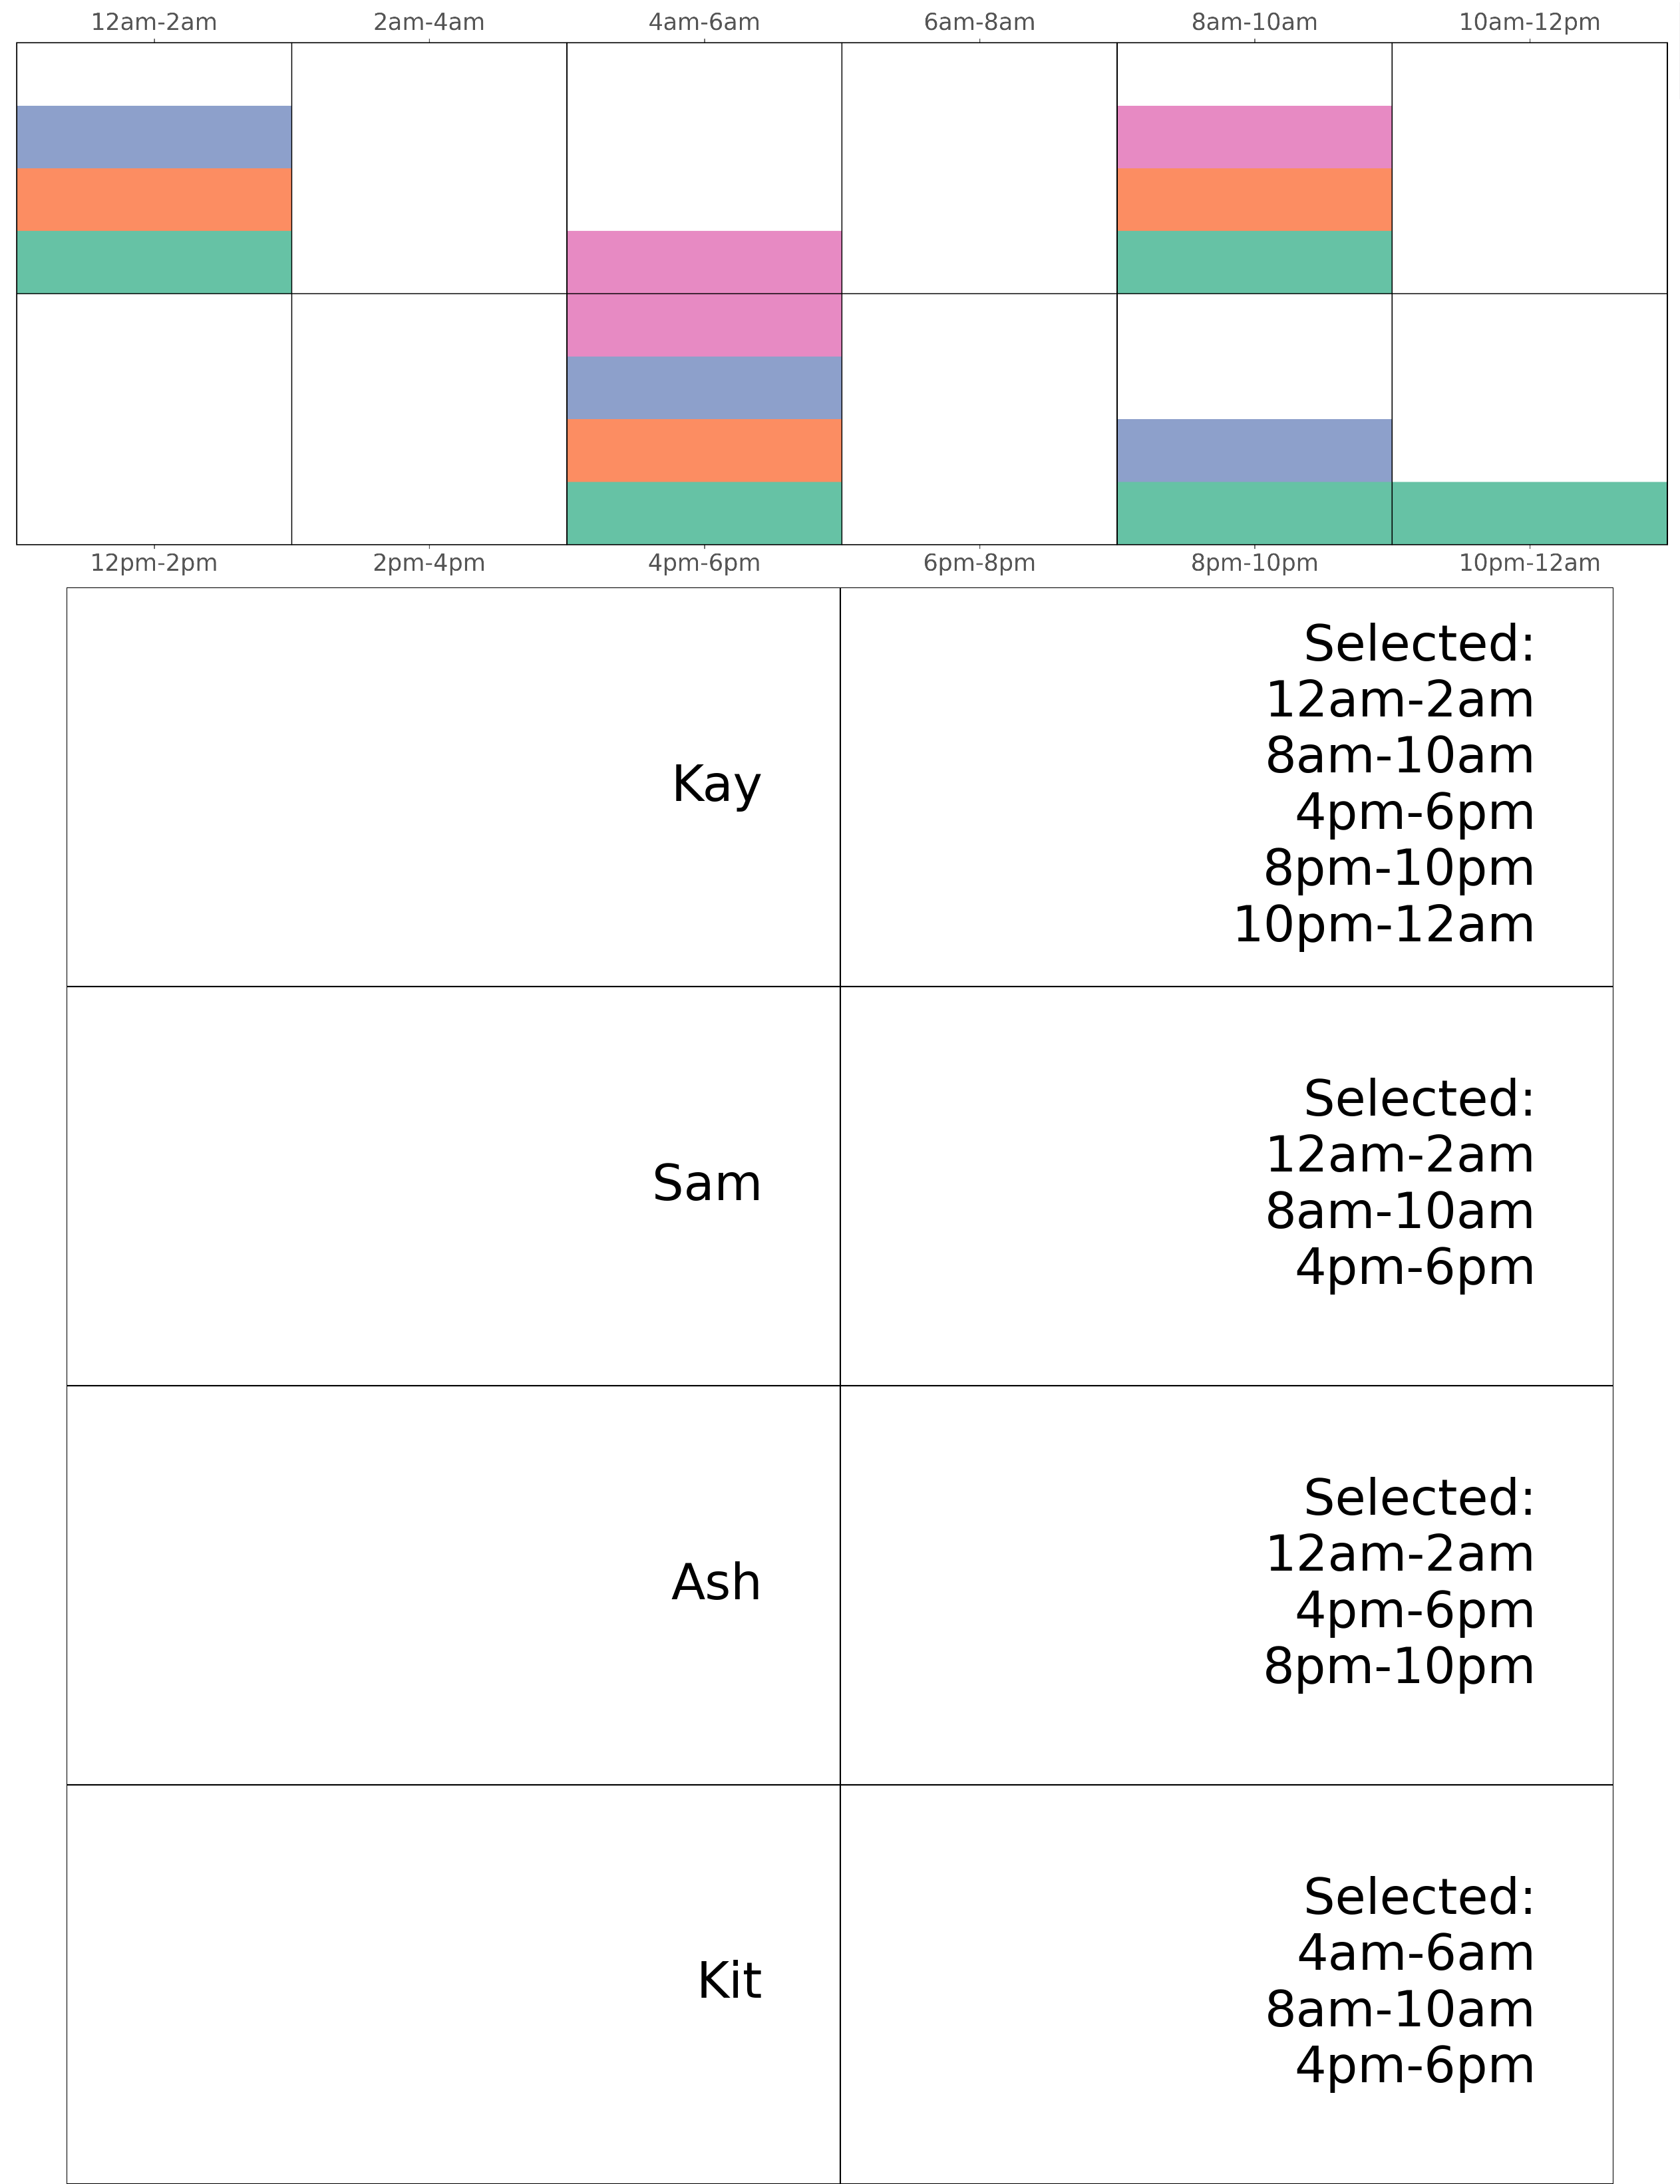 12am-2am 2am-4am 4am-6am 6am-8am 8am-10am 10am-12pm
12pm-2pm 2pm-4pm 4pm-6pm 6pm-8pm 8pm-10pm 10pm-12am
Kay
Selected:
12am-2am
8am-10am
4pm-6pm
8pm-10pm
10pm-12am
Sam
Selected:
12am-2am
8am-10am
4pm-6pm
Ash
Selected:
12am-2am
4pm-6pm
8pm-10pm
Kit
Selected:
4am-6am
8am-10am
4pm-6pm